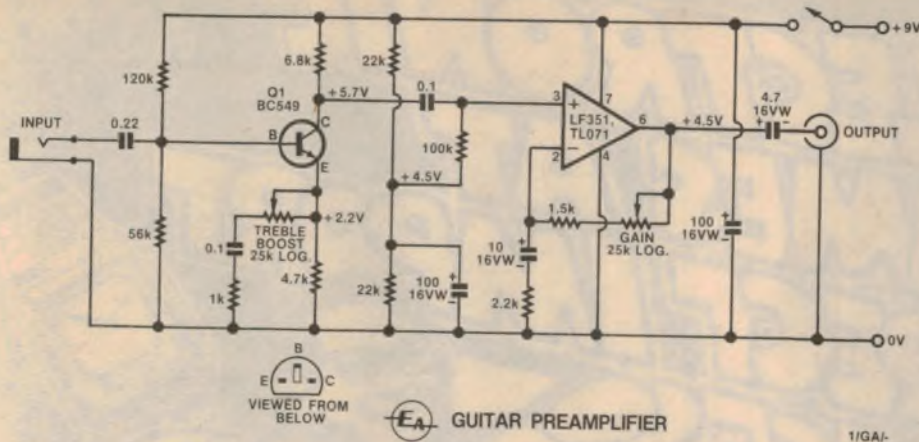 +9V
120k
6.8k
22k
Q1
BC549
+5.7V
0.1
3
+
7
LF351,
TL071
6
+4.5V
4.7
16VW
+
-
OUTPUT
INPUT
0.22
B
C
E
100k
2
-
4
+4.5V
+2.2V
TREBLE
BOOST
25k LOG.
1.5k
GAIN
25k LOG.
56k
0.1
1k
4.7k
22k
+
100
16VW
-
+
10
16VW
-
2.2k
+
100
16VW
-
0V
B
E
C
VIEWED FROM
BELOW
EA
GUITAR PREAMPLIFIER
1/GA/-